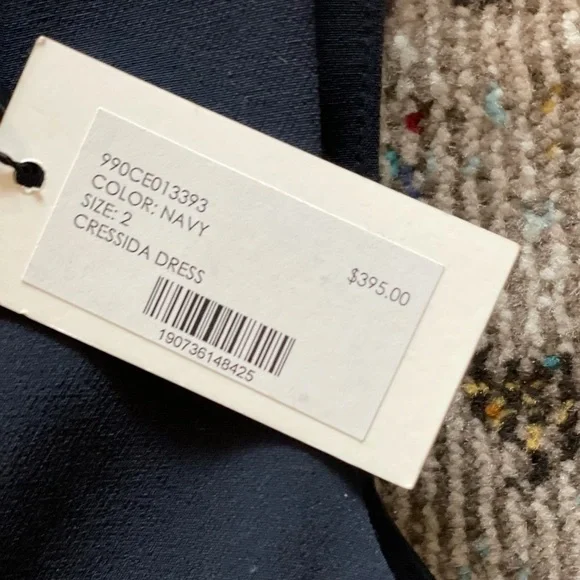 990CE013393
COLOR: NAVY
SIZE: 2
CRESSIDA DRESS
$395.00
190736148425